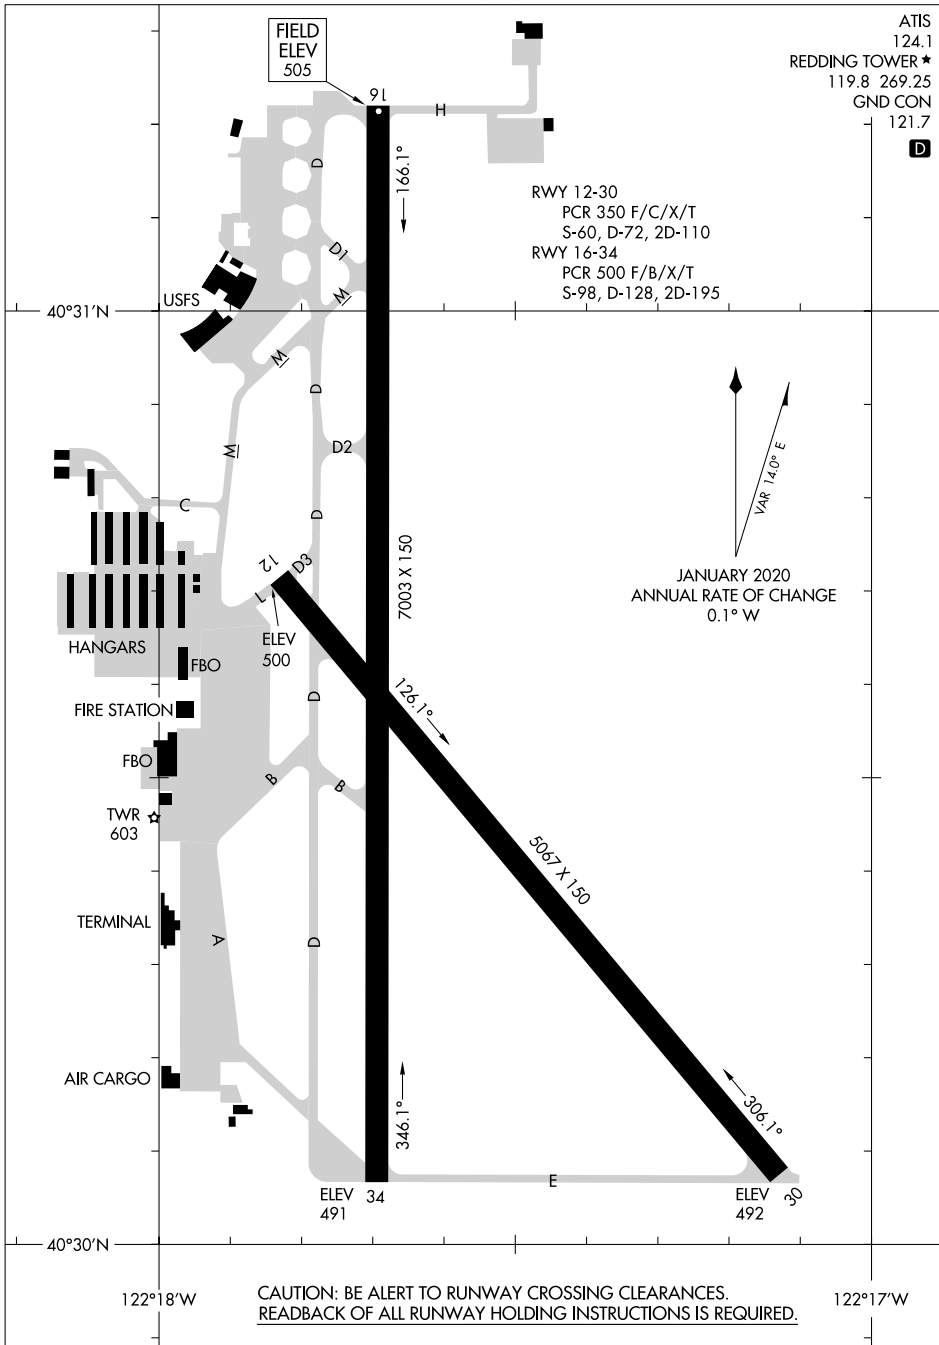 FIELD
ELEV
505
ATIS
124.1
REDDING TOWER ★
119.8 269.25
GND CON
121.7
D
16
H
D
166.1°
RWY 12-30
PCR 350 F/C/X/T
S-60, D-72, 2D-110
RWY 16-34
PCR 500 F/B/X/T
S-98, D-128, 2D-195
D1
M
USFS
40°31'N
M
D
D2
M
VAR 14.0° E
C
D
7003 X 150
12
D3
L
JANUARY 2020
ANNUAL RATE OF CHANGE
0.1° W
ELEV
500
HANGARS
FBO
D
126.1°
FIRE STATION
FBO
B
B
TWR
603
5067 X 150
TERMINAL
A
D
AIR CARGO
346.1°
306.1°
E
ELEV
491
34
ELEV
492
30
40°30'N
122°18'W
CAUTION: BE ALERT TO RUNWAY CROSSING CLEARANCES.
READBACK OF ALL RUNWAY HOLDING INSTRUCTIONS IS REQUIRED.
122°17'W